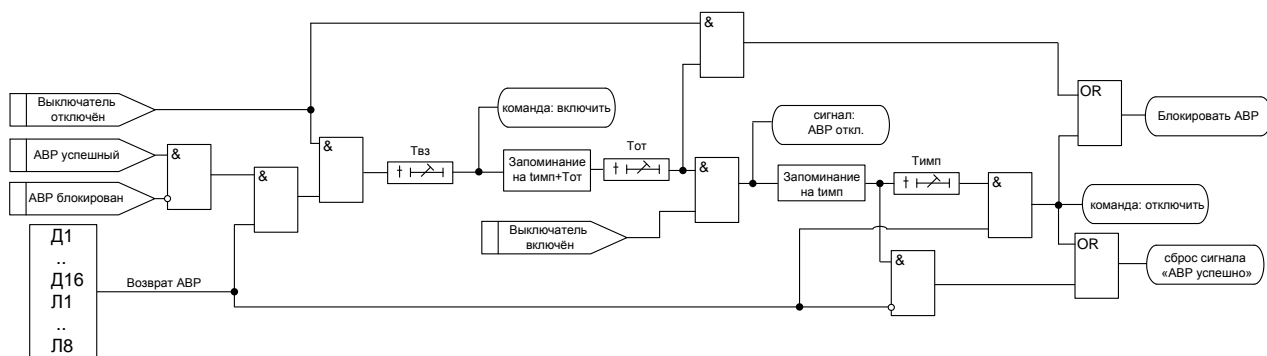 &
OR
Выключатель
отключён
команда: включить
сигнал:
АВР откл.
Блокировать АВР
&
АВР успешный
&
Твз
Тот
Тимп
Запоминание
на tимп+Тот
&
Запоминание
на tимп
&
&
АВР блокирован
команда: отключить
Выключатель
включён
Д1
..
Д16
Л1
..
Л8
Возврат АВР
&
OR
сброс сигнала
«АВР успешно»